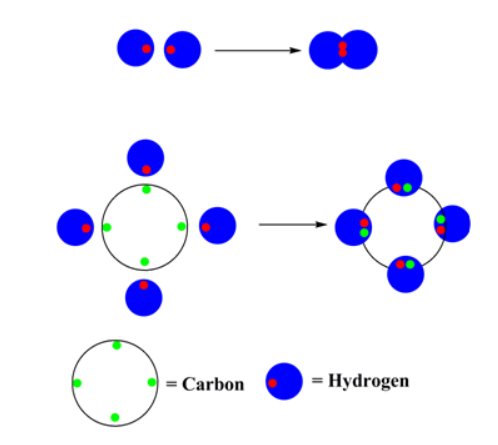 = Carbon
= Hydrogen